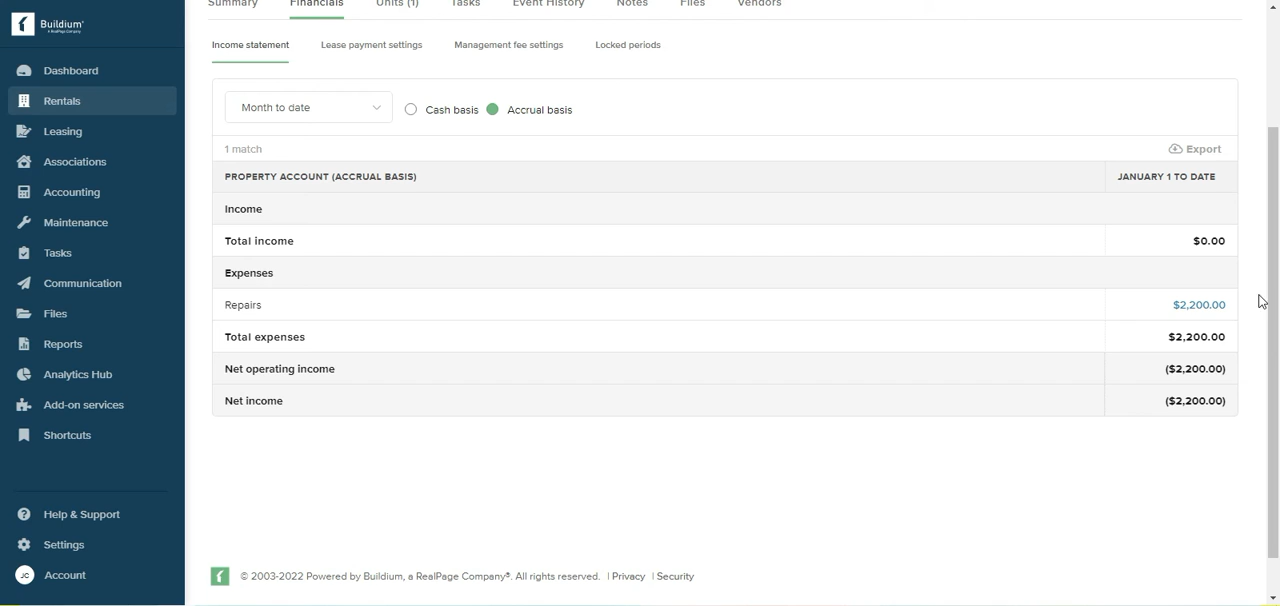 Buildium®
A RealPage Company
Dashboard
Rentals
Leasing
Associations
Accounting
Maintenance
Tasks
Communication
Files
Reports
Analytics Hub
Add-on services
Shortcuts
Help & Support
Settings
JC Account
Summary Financials Units (1) Tasks Event History Notes Files Vendors
Income statement Lease payment settings Management fee settings Locked periods
Month to date Cash basis Accrual basis
1 match Export
PROPERTY ACCOUNT (ACCRUAL BASIS) JANUARY 1 TO DATE
Income
Total income $0.00
Expenses
Repairs $2,200.00
Total expenses $2,200.00
Net operating income ($2,200.00)
Net income ($2,200.00)
© 2003-2022 Powered by Buildium, a RealPage Company®. All rights reserved. | Privacy | Security